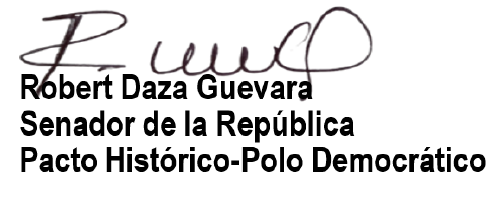 Robert Daza Guevara
Senador de la República
Pacto Histórico-Polo Democrático